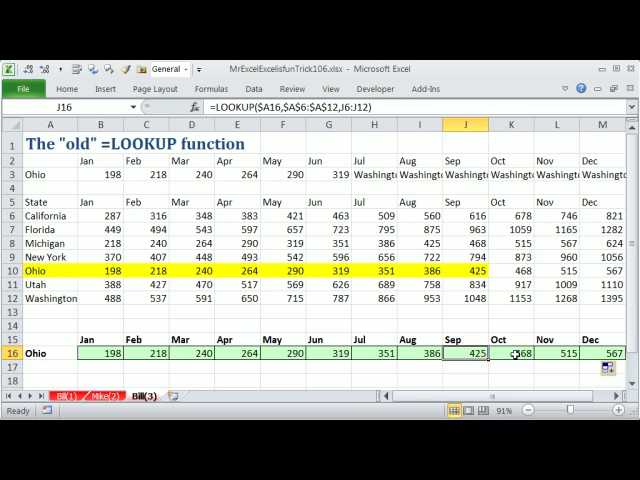 General
MrExcelExcelisfunTrick106.xlsx - Microsoft Excel
File Home Insert Page Layout Formulas Data Review View Developer Add-Ins
J16 fx =LOOKUP($A16,$A$6:$A$12,J6:J12)
A B C D E F G H I J K L M
1 The "old" =LOOKUP function
2 Jan Feb Mar Apr May Jun Jul Aug Sep Oct Nov Dec
3 Ohio 198 218 240 264 290 319 Washingt Washingt Washingt Washingt Washingt Washingt
4
5 State Jan Feb Mar Apr May Jun Jul Aug Sep Oct Nov Dec
6 California 287 316 348 383 421 463 509 560 616 678 746 821
7 Florida 449 494 543 597 657 723 795 875 963 1059 1165 1282
8 Michigan 218 240 264 290 319 351 386 425 468 515 567 624
9 New York 370 407 448 493 542 596 656 722 794 873 960 1056
10 Ohio 198 218 240 264 290 319 351 386 425 468 515 567
11 Utah 388 427 470 517 569 626 689 758 834 917 1009 1110
12 Washington 488 537 591 650 715 787 866 953 1048 1153 1268 1395
13
14
15 Jan Feb Mar Apr May Jun Jul Aug Sep Oct Nov Dec
16 Ohio 198 218 240 264 290 319 351 386 425 468 515 567
17
18
Bill(1) Mike(2) Bill(3)
Ready 91%